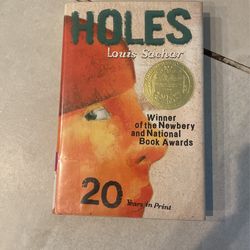 HOLES
Louis Sachar
Winner
of the Newbery
and National
Book Awards
20
Years in Print